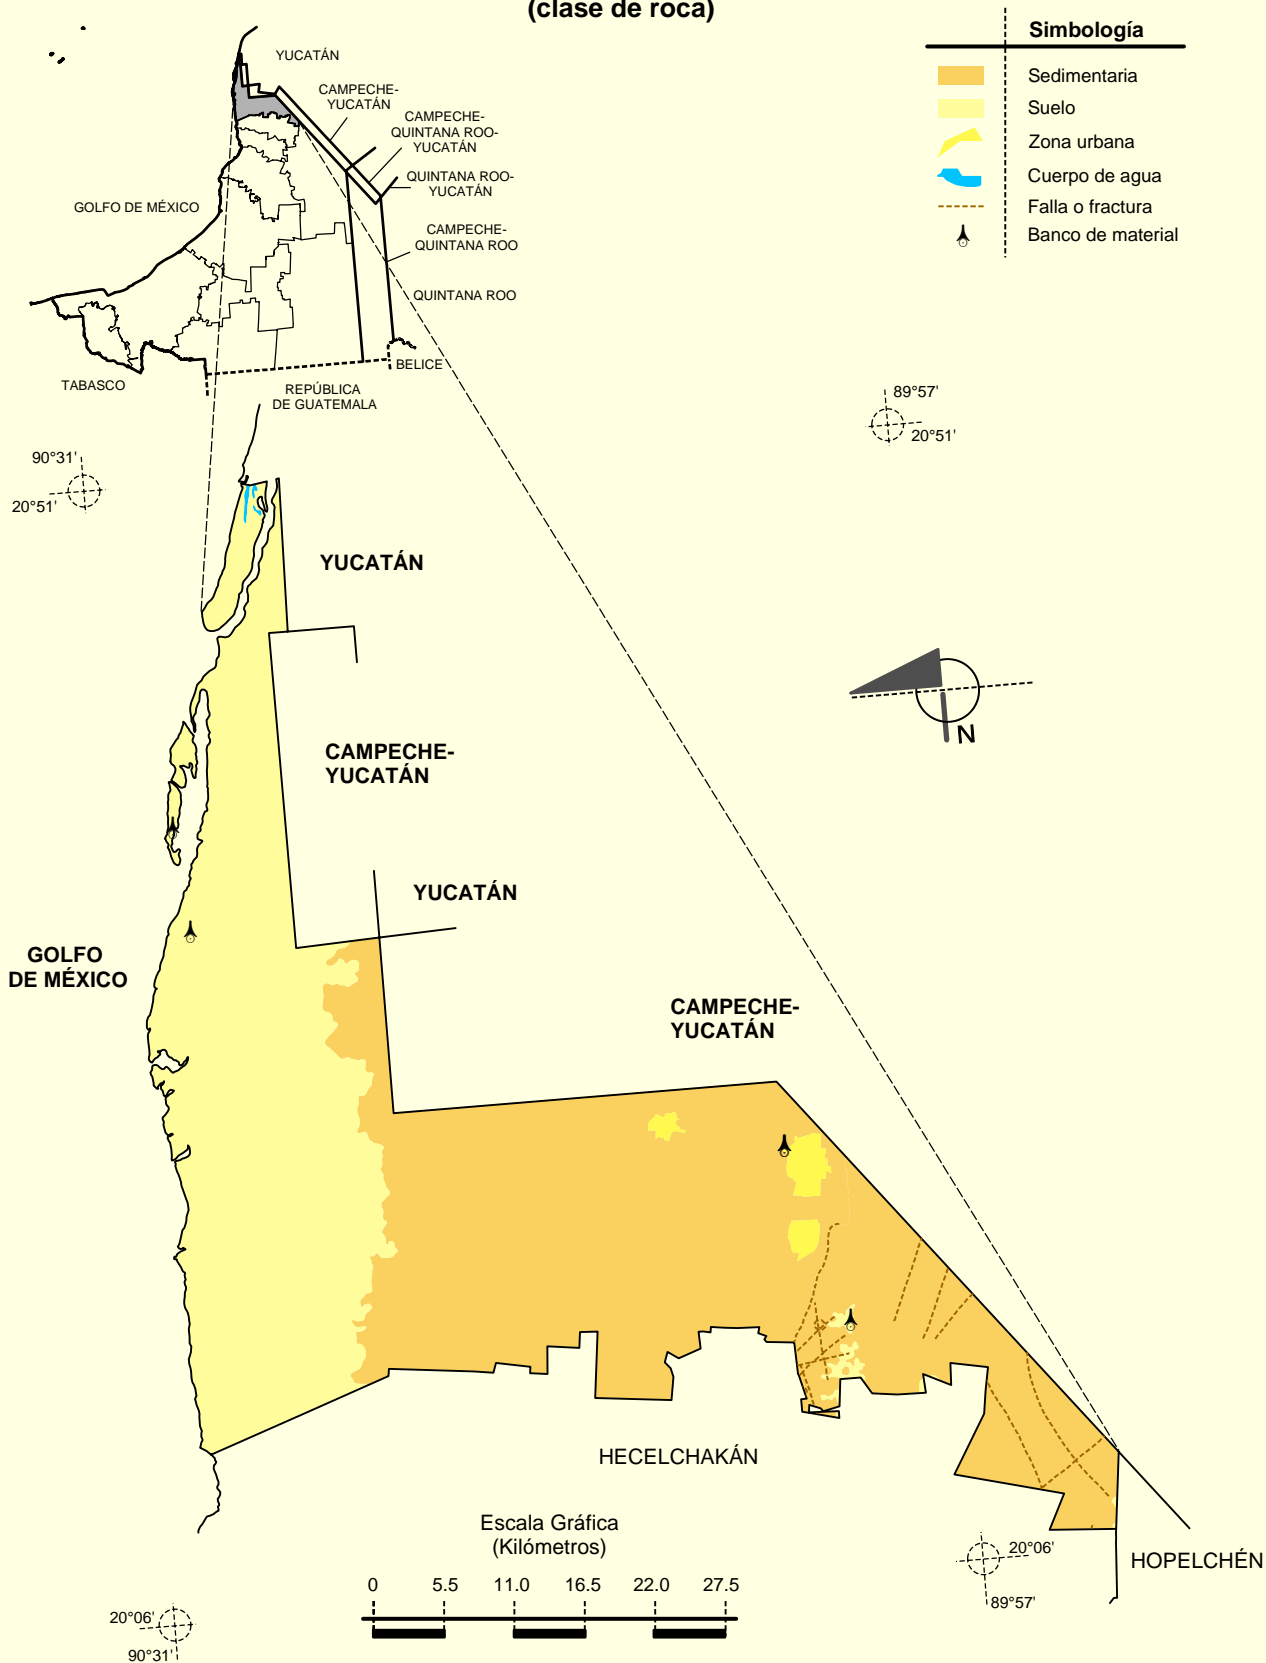 (clase de roca)
Simbología
Sedimentaria
Suelo
Zona urbana
Cuerpo de agua
Falla o fractura
Banco de material
YUCATÁN
CAMPECHE-
YUCATÁN
CAMPECHE-
QUINTANA ROO-
YUCATÁN
QUINTANA ROO-
YUCATÁN
GOLFO DE MÉXICO
CAMPECHE-
QUINTANA ROO
QUINTANA ROO
BELICE
TABASCO
REPÚBLICA
DE GUATEMALA
89°57'
20°51'
90°31'
20°51'
YUCATÁN
CAMPECHE-
YUCATÁN
N
YUCATÁN
GOLFO
DE MÉXICO
CAMPECHE-
YUCATÁN
HECELCHAKÁN
Escala Gráfica
(Kilómetros)
0 5.5 11.0 16.5 22.0 27.5
20°06'
89°57'
HOPELCHÉN
20°06'
90°31'